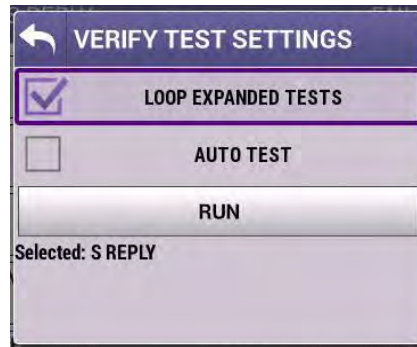 VERIFY TEST SETTINGS
LOOP EXPANDED TESTS
AUTO TEST
RUN
Selected: S REPLY